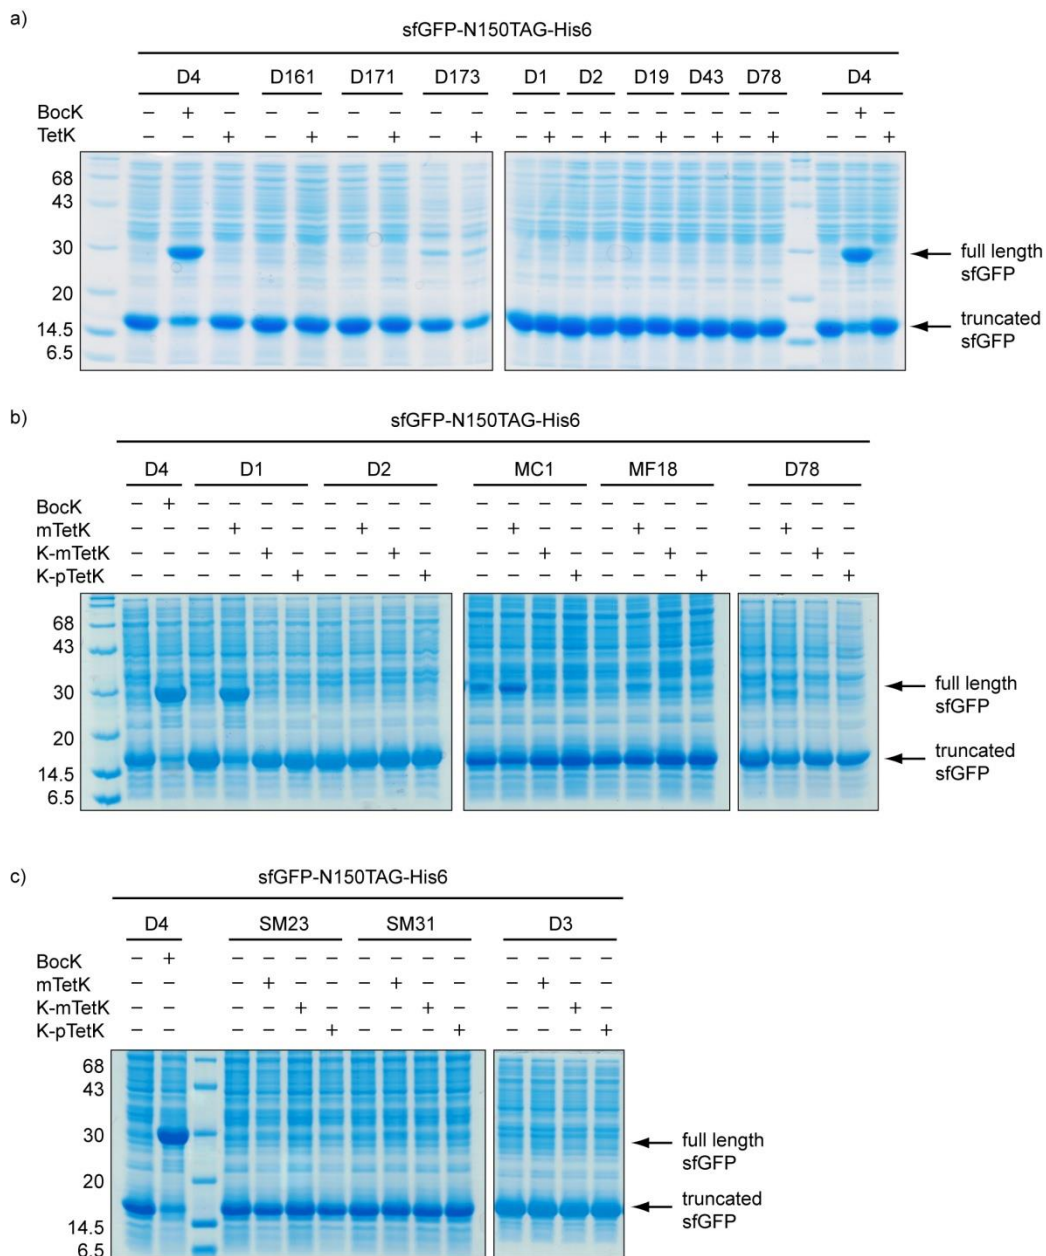 a)
sfGFP-N150TAG-His6
D4 D161 D171 D173 D1 D2 D19 D43 D78 D4
BocK – + – – – – – – – – – – – – – – – – – – + –
TetK – – + – + – + – + – + – + – + – + – + – – +
68
43
30
20
14.5
6.5
full length
sfGFP
truncated
sfGFP
b)
sfGFP-N150TAG-His6
D4 D1 D2 MC1 MF18 D78
BocK – + – – – – – – – – – – – – – – – – – – – –
mTetK – – – + – – – + – – – + – – – + – – – + – –
K-mTetK – – – – + – – – + – – – + – – – + – – – + –
K-pTetK – – – – – + – – – + – – – + – – – + – – – +
68
43
30
20
14.5
6.5
full length
sfGFP
truncated
sfGFP
c)
sfGFP-N150TAG-His6
D4 SM23 SM31 D3
BocK – + – – – – – – – – – – – –
mTetK – – – + – – – + – – – + – –
K-mTetK – – – – + – – – + – – – + –
K-pTetK – – – – – + – – – + – – – +
68
43
30
20
14.5
6.5
full length
sfGFP
truncated
sfGFP